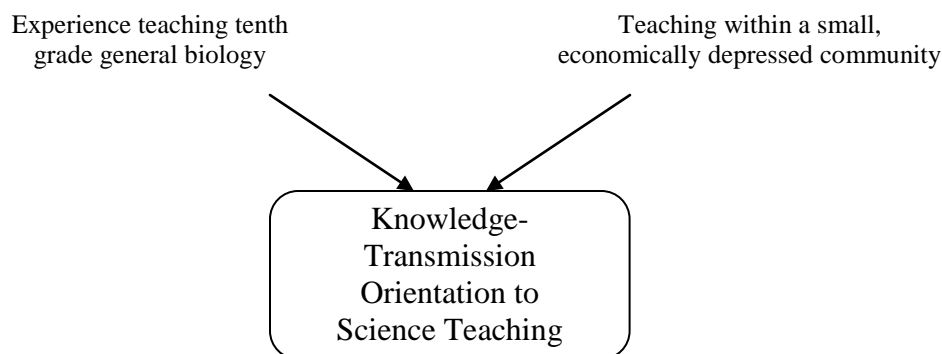 Experience teaching tenth
grade general biology
Teaching within a small,
economically depressed community
Knowledge-
Transmission
Orientation to
Science Teaching